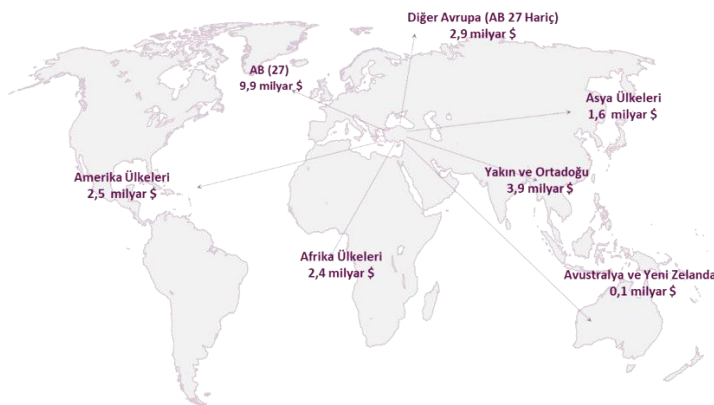 Diğer Avrupa (AB 27 Hariç)
2,9 milyar $
AB (27)
9,9 milyar $
Asya Ülkeleri
1,6 milyar $
Amerika Ülkeleri
2,5 milyar $
Yakın ve Ortadoğu
3,9 milyar $
Afrika Ülkeleri
2,4 milyar $
Avustralya ve Yeni Zelanda
0,1 milyar $